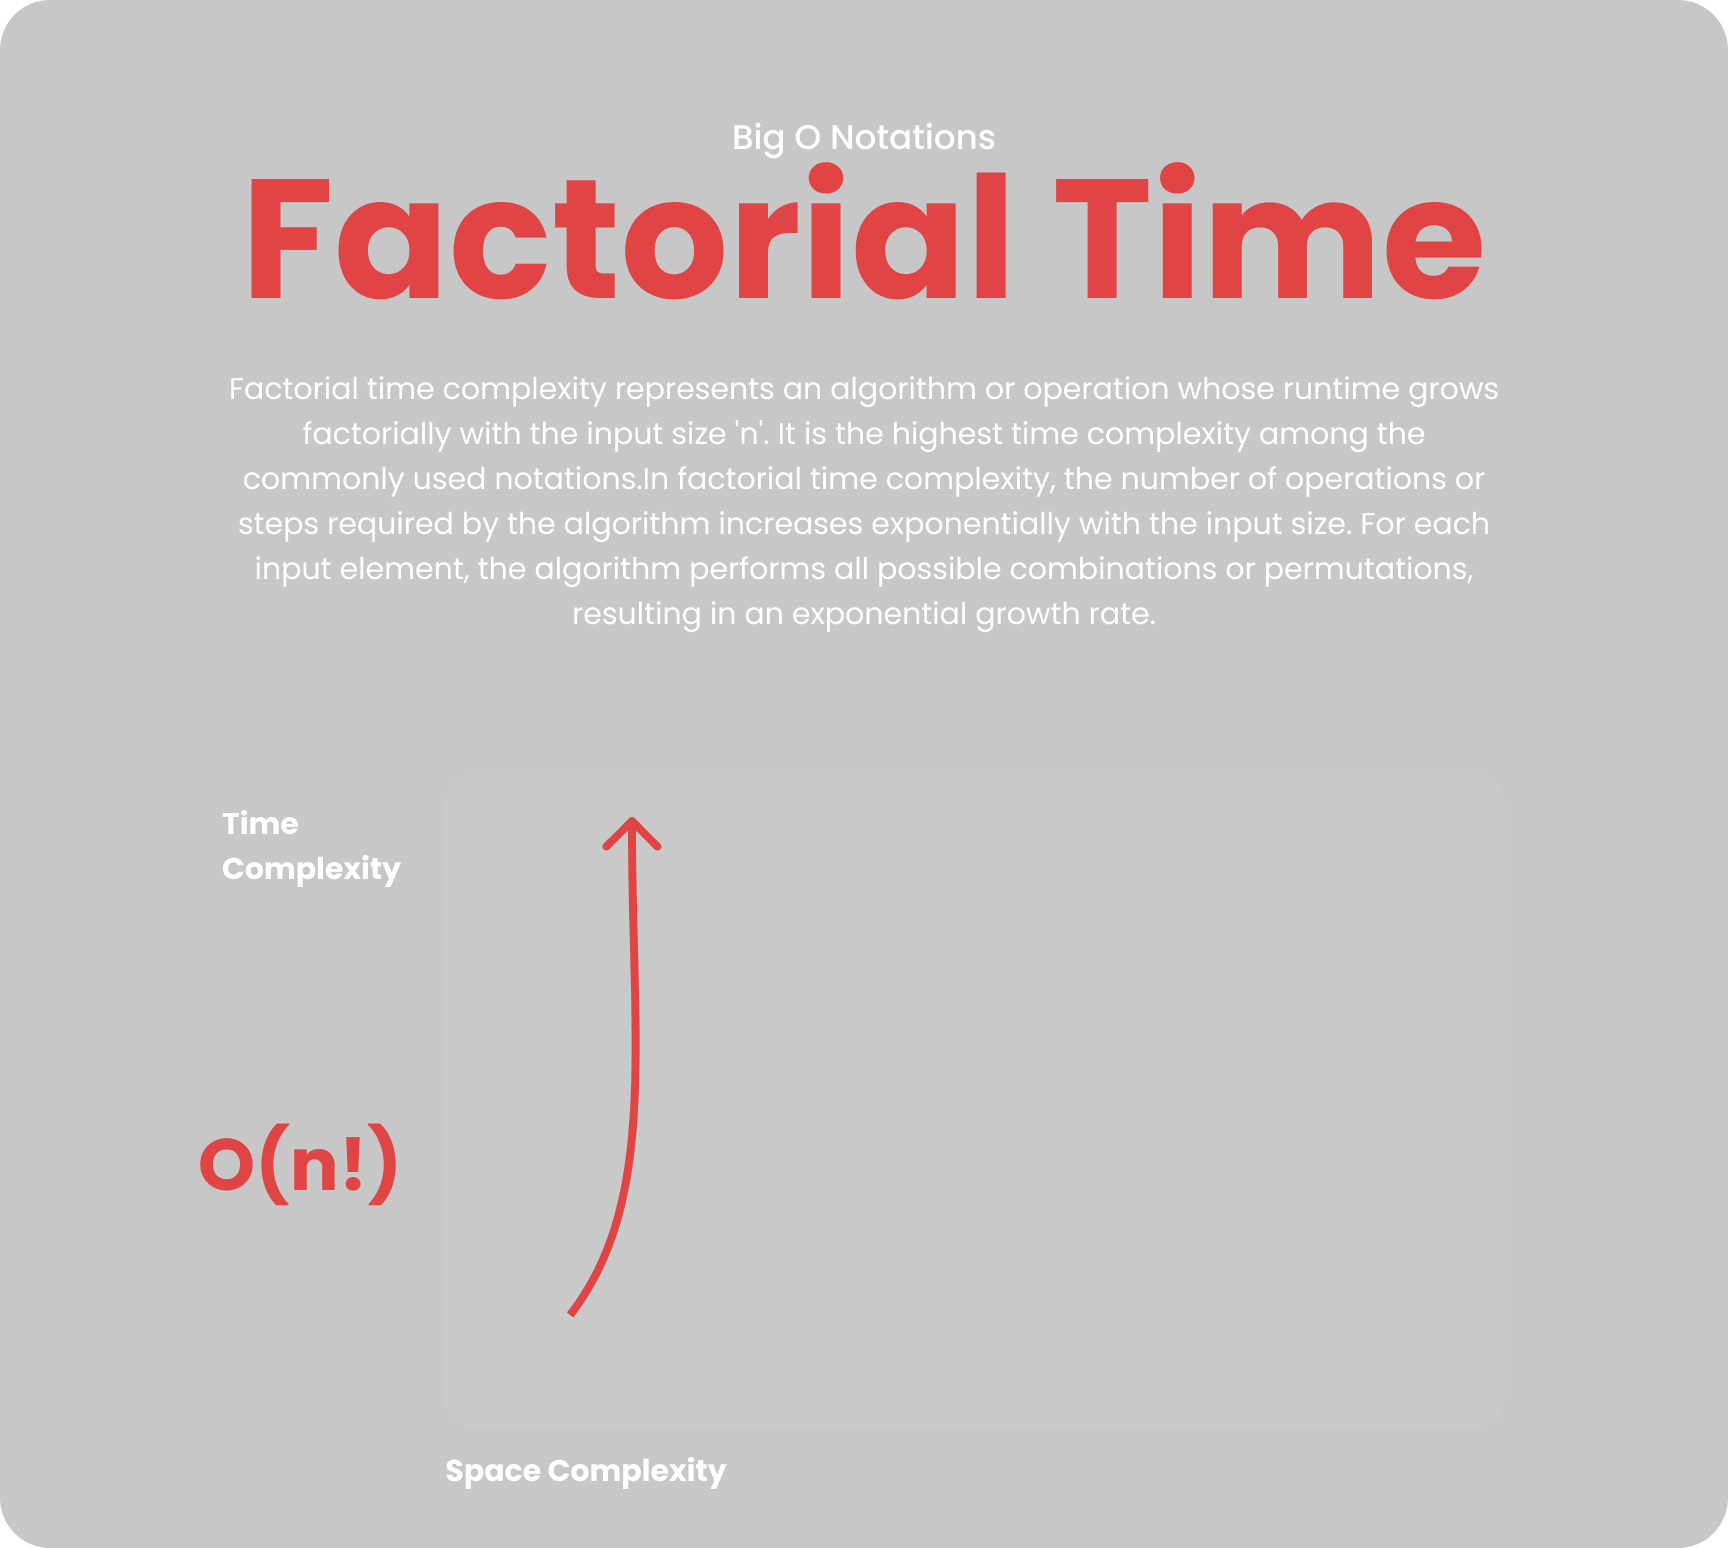 Big O Notations
Factorial Time
Factorial time complexity represents an algorithm or operation whose runtime grows
factorially with the input size 'n'. It is the highest time complexity among the
commonly used notations.In factorial time complexity, the number of operations or
steps required by the algorithm increases exponentially with the input size. For each
input element, the algorithm performs all possible combinations or permutations,
resulting in an exponential growth rate.
Time
Complexity
O(n!)
Space Complexity